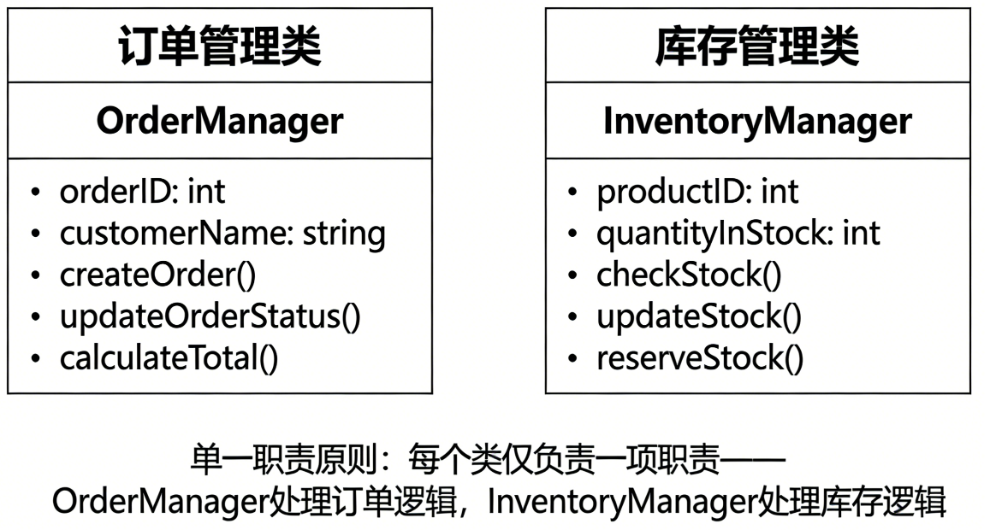 订单管理类
OrderManager
• orderID: int
• customerName: string
• createOrder()
• updateOrderStatus()
• calculateTotal()
库存管理类
InventoryManager
• productID: int
• quantityInStock: int
• checkStock()
• updateStock()
• reserveStock()
单一职责原则：每个类仅负责一项职责——
OrderManager处理订单逻辑，InventoryManager处理库存逻辑